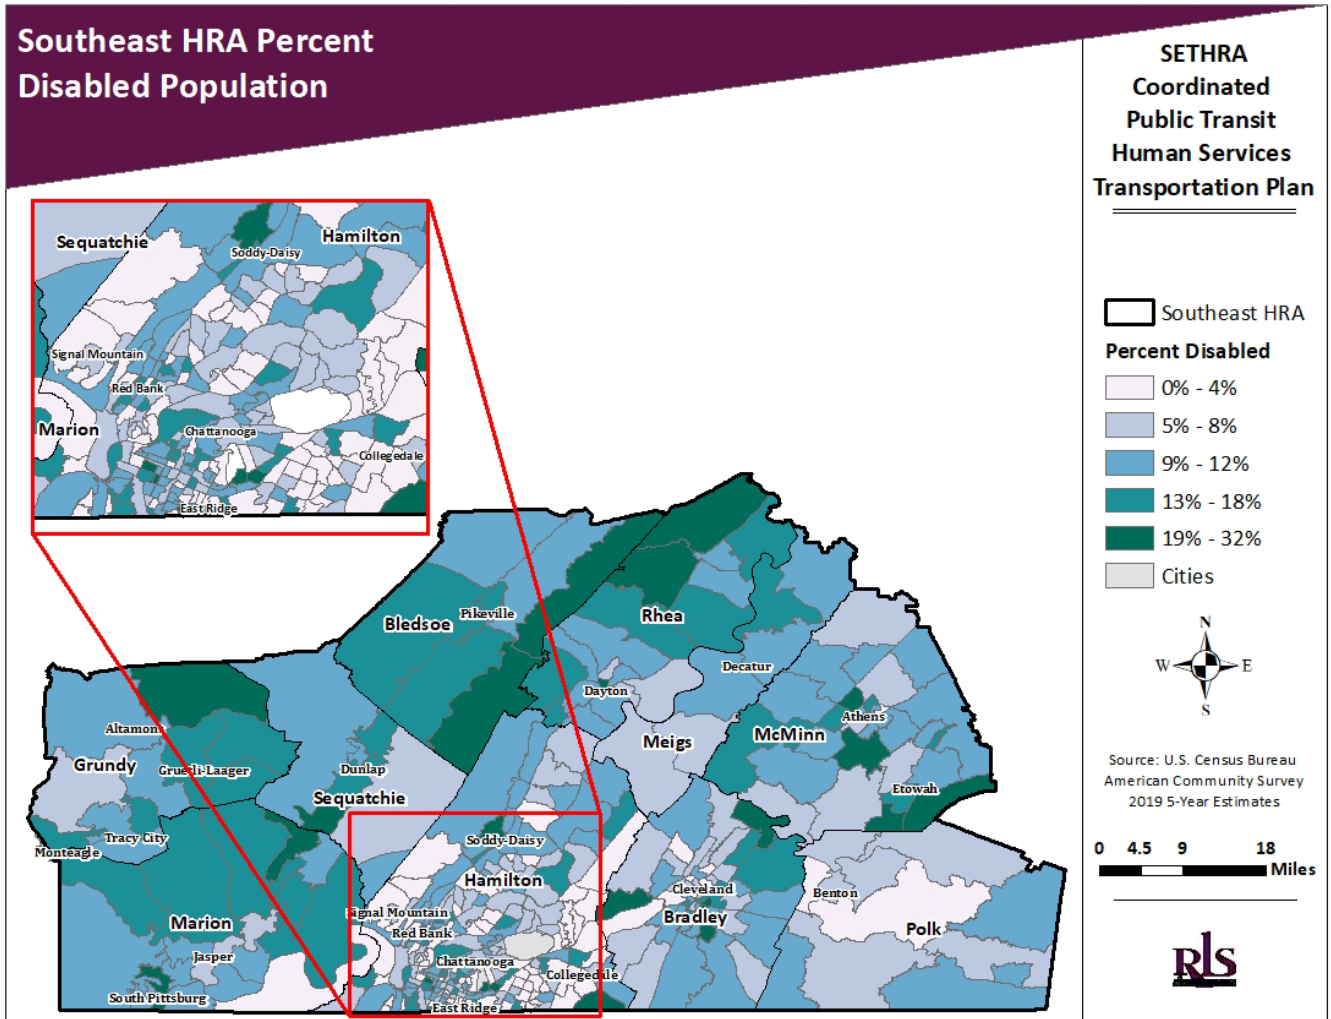 Southeast HRA Percent
Disabled Population
SETHRA
Coordinated
Public Transit
Human Services
Transportation Plan
Southeast HRA
Percent Disabled
0% - 4%
5% - 8%
9% - 12%
13% - 18%
19% - 32%
Cities
N
W E
S
Source: U.S. Census Bureau
American Community Survey
2019 5-Year Estimates
0 4.5 9 18
Miles
RLS
Sequatchie
Hamilton
Soddy-Daisy
Signal Mountain
Red Bank
Marion
Chattanooga
Collegedale
East Ridge
Bledsoe
Pikeville
Rhea
Decatur
Dayton
Athens
McMinn
Meigs
Etowah
Altamont
Grundy
Gruetli-Laager
Dunlap
Sequatchie
Tracy City
Monteagle
Soddy-Daisy
Hamilton
Cleveland
Benton
Bradley
Polk
Signal Mountain
Red Bank
Marion
Jasper
Chattanooga
Collegedale
South Pittsburg
East Ridge